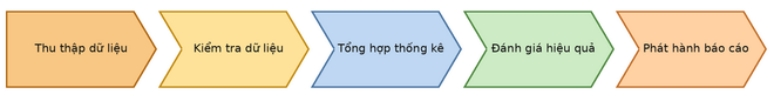 Thu thập dữ liệu
Kiểm tra dữ liệu
Tổng hợp thống kê
Đánh giá hiệu quả
Phát hành báo cáo